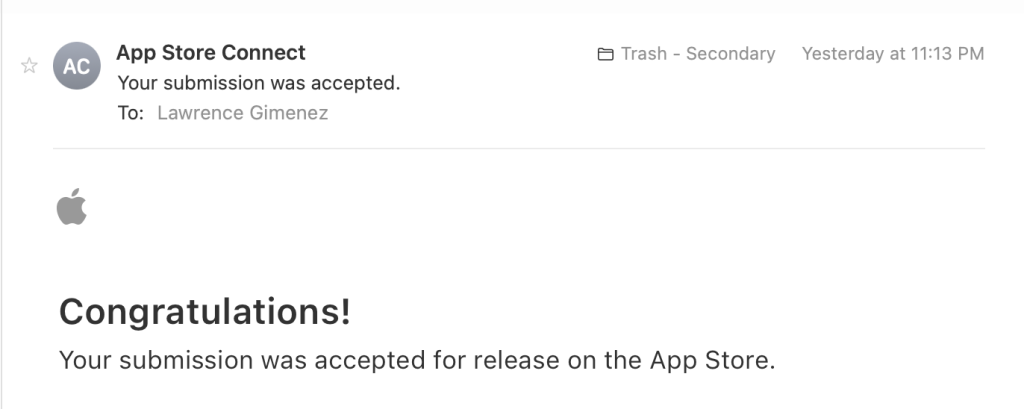 App Store Connect
Trash - Secondary
Yesterday at 11:13 PM
AC
Your submission was accepted.
To: Lawrence Gimenez
Congratulations!
Your submission was accepted for release on the App Store.